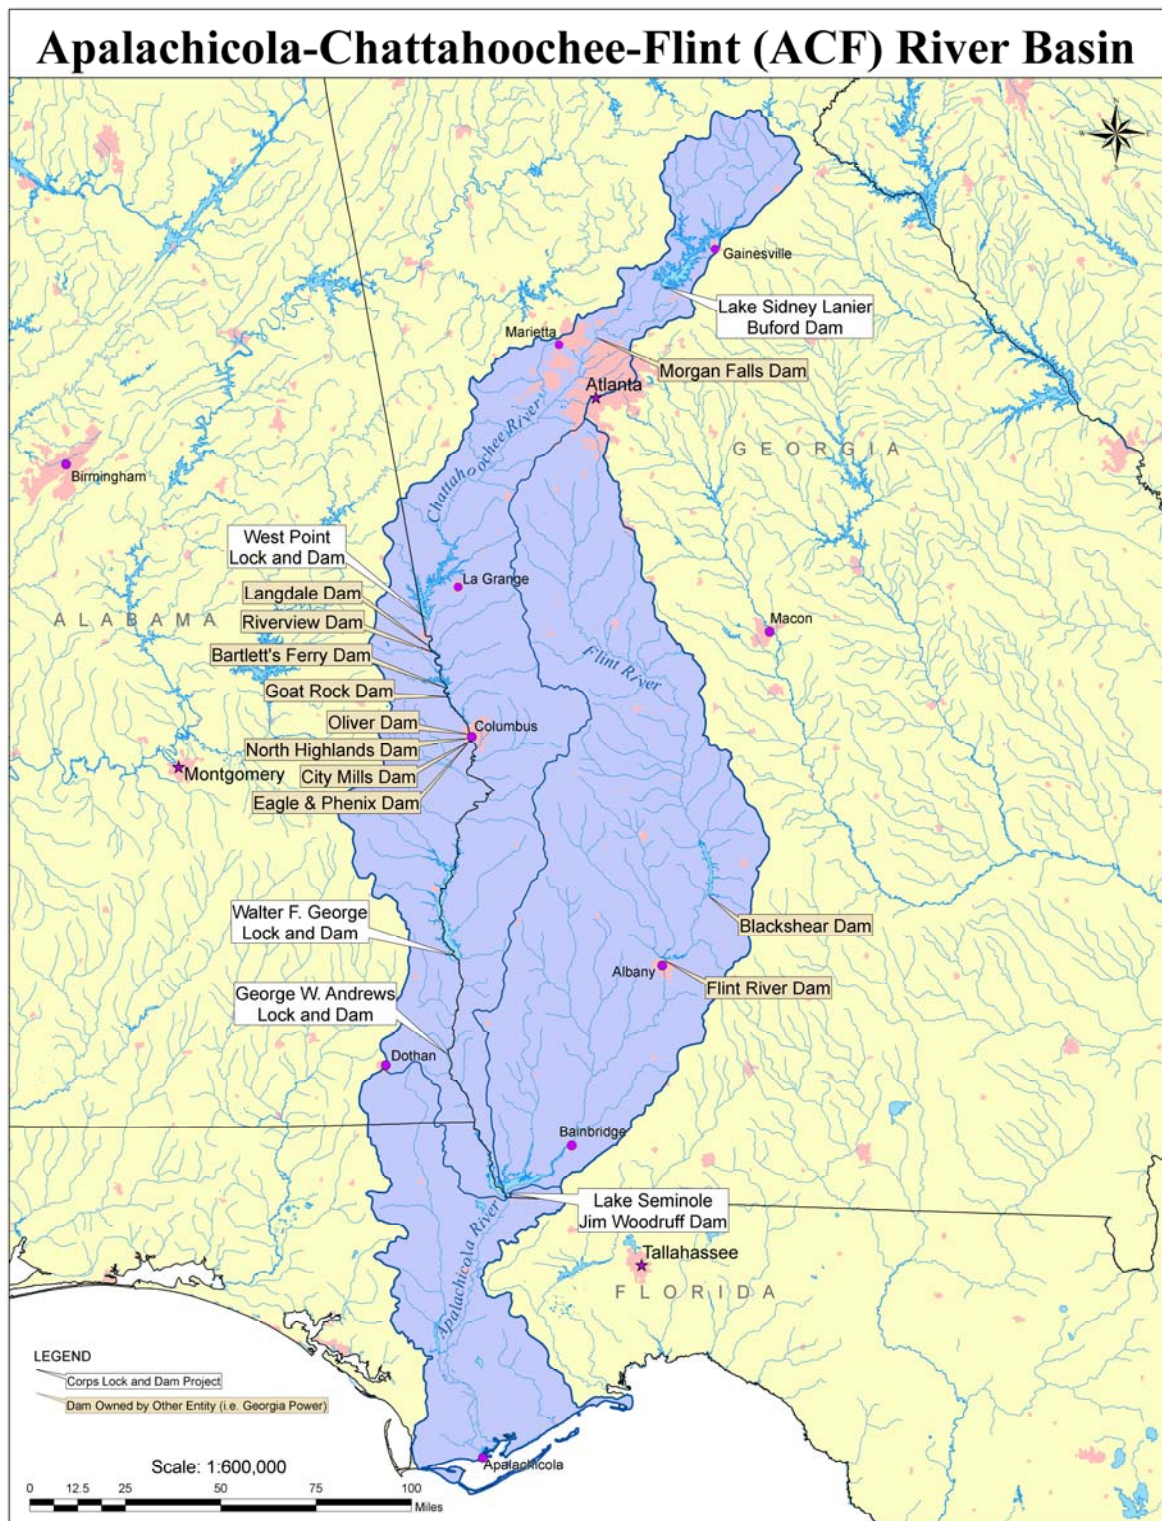 Apalachicola-Chattahoochee-Flint (ACF) River Basin
N
W
E
S
Gainesville
Lake Sidney Lanier
Buford Dam
Marietta
Morgan Falls Dam
Atlanta
Chattahoochee River
GEORGIA
Birmingham
West Point
Lock and Dam
La Grange
Langdale Dam
ALABAMA
Riverview Dam
Macon
Bartlett's Ferry Dam
Flint River
Goat Rock Dam
Oliver Dam
Columbus
North Highlands Dam
Montgomery
City Mills Dam
Eagle & Phenix Dam
Walter F. George
Lock and Dam
Blackshear Dam
Albany
Flint River Dam
George W. Andrews
Lock and Dam
Dothan
Bainbridge
Lake Seminole
Jim Woodruff Dam
Apalachicola River
Tallahassee
FLORIDA
LEGEND
Corps Lock and Dam Project
Dam Owned by Other Entity (i.e. Georgia Power)
Apalachicola
Scale: 1:600,000
0 12.5 25 50 75 100
Miles